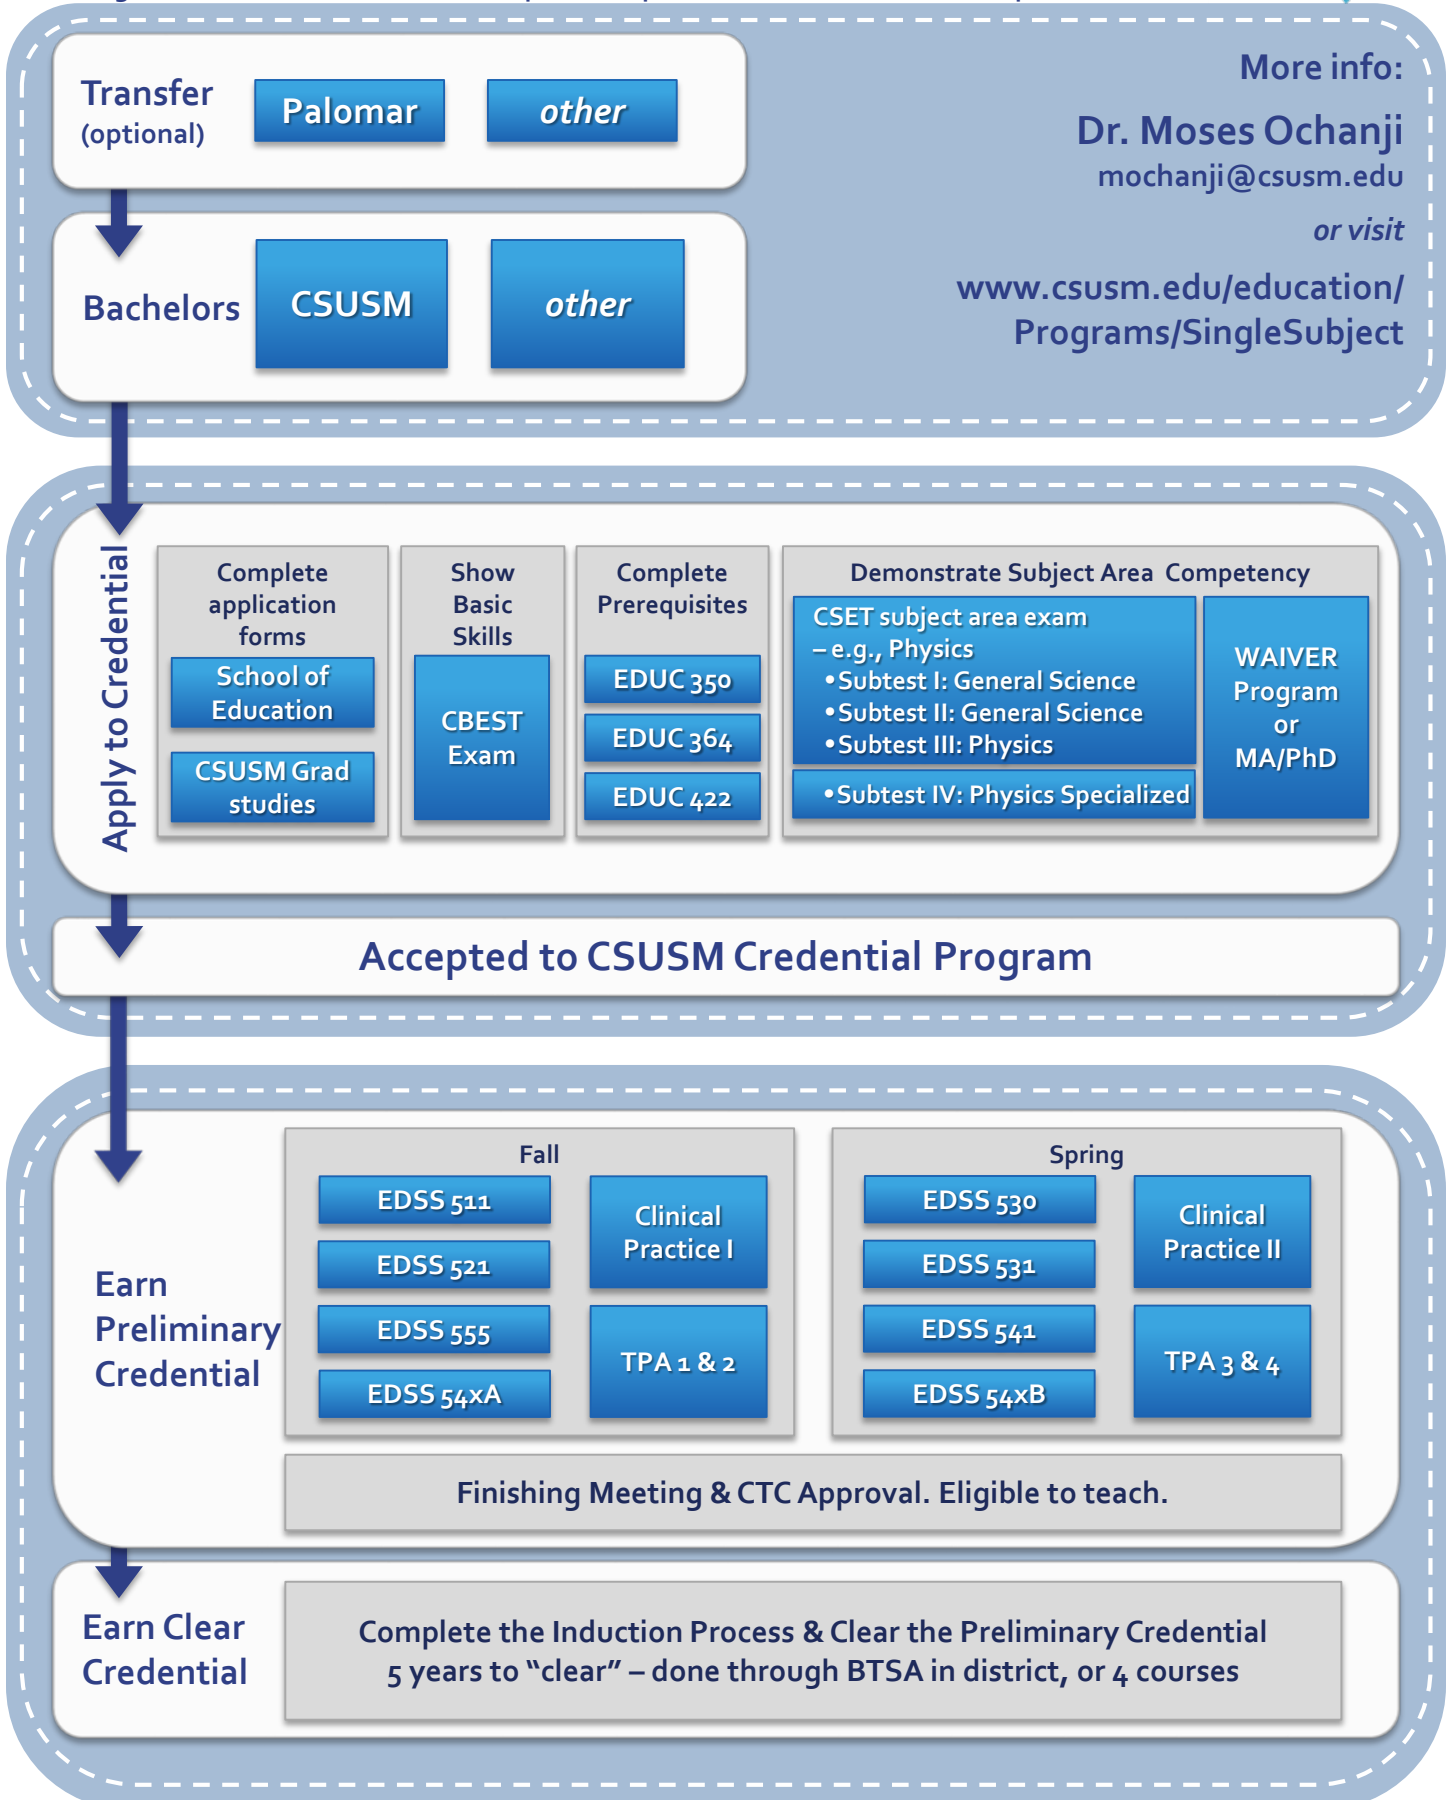 Transfer
(optional)
Palomar
other
Bachelors
CSUSM
other
More info:
Dr. Moses Ochanji
mochanji@csusm.edu
or visit
www.csusm.edu/education/
Programs/SingleSubject
Apply to Credential
Complete
application
forms
School of
Education
CSUSM Grad
studies
Show
Basic
Skills
CBEST
Exam
Complete
Prerequisites
EDUC 350
EDUC 364
EDUC 422
Demonstrate Subject Area Competency
CSET subject area exam
– e.g., Physics
•Subtest I: General Science
•Subtest II: General Science
•Subtest III: Physics
•Subtest IV: Physics Specialized
WAIVER
Program
or
MA/PhD
Accepted to CSUSM Credential Program
Earn
Preliminary
Credential
Fall
EDSS 511
EDSS 521
EDSS 555
EDSS 54xA
Clinical
Practice I
TPA 1 & 2
Spring
EDSS 530
EDSS 531
EDSS 541
EDSS 54xB
Clinical
Practice II
TPA 3 & 4
Finishing Meeting & CTC Approval. Eligible to teach.
Earn Clear
Credential
Complete the Induction Process & Clear the Preliminary Credential
5 years to “clear” – done through BTSA in district, or 4 courses